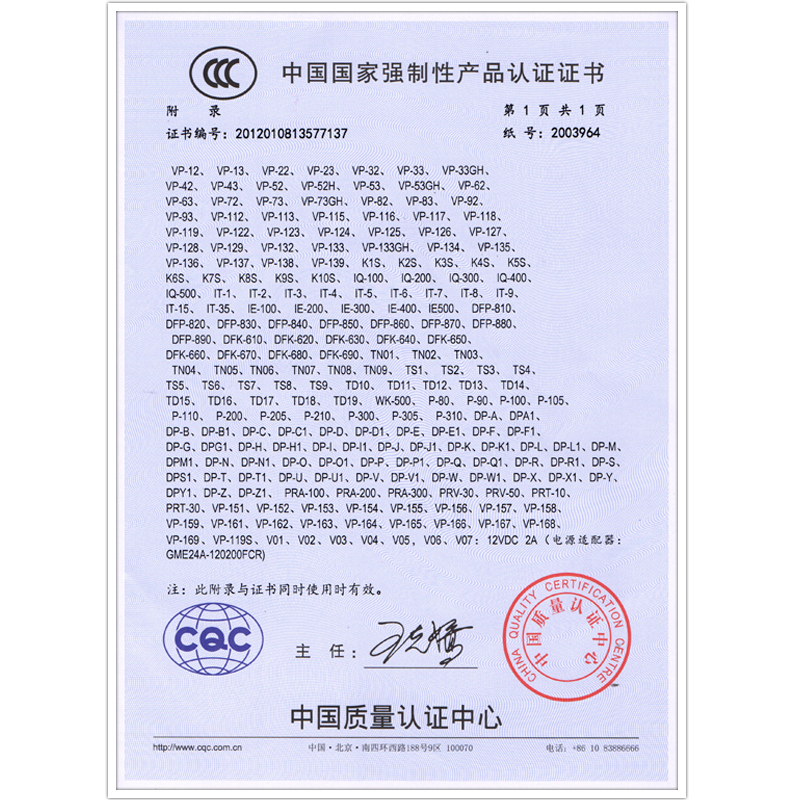 CCC 中国国家强制性产品认证证书
附 录 第 1 页 共 1 页
证书编号：2012010813577137 纸 号：2003964
VP-12、 VP-13、 VP-22、 VP-23、 VP-32、 VP-33、 VP-33GH、
VP-42、 VP-43、 VP-52、 VP-52H、 VP-53、 VP-53GH、 VP-62、
VP-63、 VP-72、 VP-73、 VP-73GH、 VP-82、 VP-83、 VP-92、
VP-93、 VP-112、 VP-113、 VP-115、 VP-116、 VP-117、 VP-118、
VP-119、 VP-122、 VP-123、 VP-124、 VP-125、 VP-126、 VP-127、
VP-128、 VP-129、 VP-132、 VP-133、 VP-133GH、 VP-134、 VP-135、
VP-136、 VP-137、 VP-138、 VP-139、 K1S、 K2S、 K3S、 K4S、 K5S、
K6S、 K7S、 K8S、 K9S、 K10S、 IQ-100、 IQ-200、 IQ-300、 IQ-400、
IQ-500、 IT-1、 IT-2、 IT-3、 IT-4、 IT-5、 IT-6、 IT-7、 IT-8、 IT-9、
IT-15、 IT-35、 IE-100、 IE-200、 IE-300、 IE-400、 IE500、 DFP-810、
DFP-820、 DFP-830、 DFP-840、 DFP-850、 DFP-860、 DFP-870、 DFP-880、
DFP-890、 DFK-610、 DFK-620、 DFK-630、 DFK-640、 DFK-650、
DFK-660、 DFK-670、 DFK-680、 DFK-690、 TN01、 TN02、 TN03、
TN04、 TN05、 TN06、 TN07、 TN08、 TN09、 TS1、 TS2、 TS3、 TS4、
TS5、 TS6、 TS7、 TS8、 TS9、 TD10、 TD11、 TD12、 TD13、 TD14、
TD15、 TD16、 TD17、 TD18、 TD19、 WK-500、 P-80、 P-90、 P-100、 P-105、
P-110、 P-200、 P-205、 P-210、 P-300、 P-305、 P-310、 DP-A、 DPA1、
DP-B、 DP-B1、 DP-C、 DP-C1、 DP-D、 DP-D1、 DP-E、 DP-E1、 DP-F、 DP-F1、
DP-G、 DPG1、 DP-H、 DP-H1、 DP-I、 DP-I1、 DP-J、 DP-J1、 DP-K、 DP-K1、 DP-L、 DP-L1、 DP-M、
DPM1、 DP-N、 DP-N1、 DP-O、 DP-O1、 DP-P、 DP-P1、 DP-Q、 DP-Q1、 DP-R、 DP-R1、 DP-S、
DPS1、 DP-T、 DP-T1、 DP-U、 DP-U1、 DP-V、 DP-V1、 DP-W、 DP-W1、 DP-X、 DP-X1、 DP-Y、
DPY1、 DP-Z、 DP-Z1、 PRA-100、 PRA-200、 PRA-300、 PRV-30、 PRV-50、 PRT-10、
PRT-30、 VP-151、 VP-152、 VP-153、 VP-154、 VP-155、 VP-156、 VP-157、 VP-158、
VP-159、 VP-161、 VP-162、 VP-163、 VP-164、 VP-165、 VP-166、 VP-167、 VP-168、
VP-169、 VP-119S、 V01、 V02、 V03、 V04、 V05， V06、 V07： 12VDC 2A（电源适配器：
GME24A-120200FCR)
注：此附录与证书同时使用时有效。
CQC
主 任：
CHINA QUALITY CERTIFICATION CENTRE
中国质量认证中心
中国质量认证中心
http://www.cqc.com.cn 中国·北京·南四环西路188号9区 100070 电话：+86 10 83886666